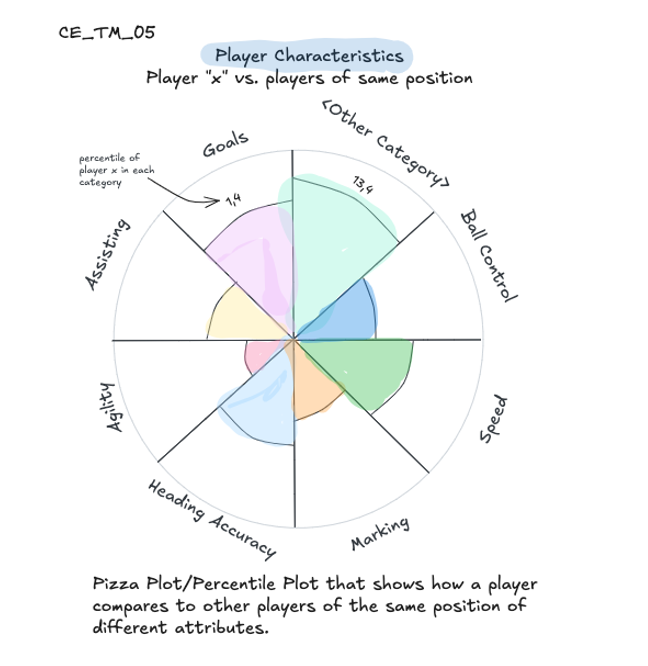 CE_TM_05
Player Characteristics
Player "x" vs. players of same position
<Other Category>
Goals
percentile of
player x in each
category
1,4
13,4
Assisting
Ball Control
Agility
Speed
Heading Accuracy
Marking
Pizza Plot/Percentile Plot that shows how a player
compares to other players of the same position of
different attributes.